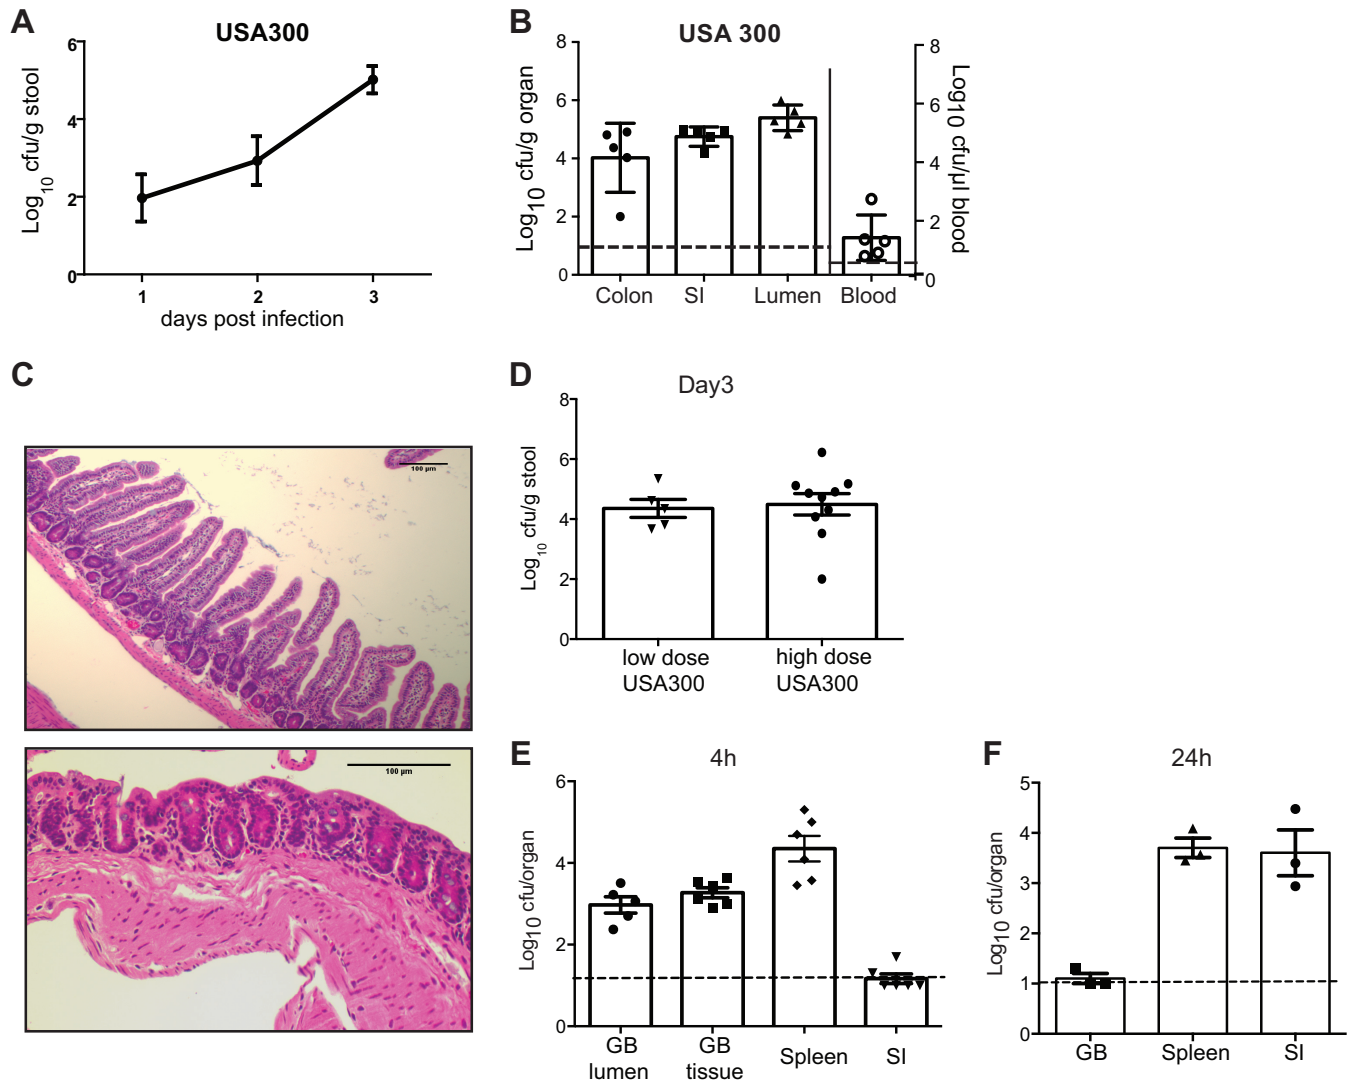 A
USA300
6
4
2
0
Log10 cfu/g stool
1 2 3
days post infection
B
USA 300
8
6
4
2
0
Log10 cfu/g organ
8
6
4
2
0
Log10 cfu/µl blood
Colon SI Lumen Blood
C
100 µm
100 µm
D
Day3
8
6
4
2
0
Log10 cfu/g stool
low dose
USA300
high dose
USA300
E
4h
6
4
2
0
Log10 cfu/organ
GB
lumen
GB
tissue
Spleen
SI
F
24h
5
4
3
2
1
0
Log10 cfu/organ
GB Spleen SI